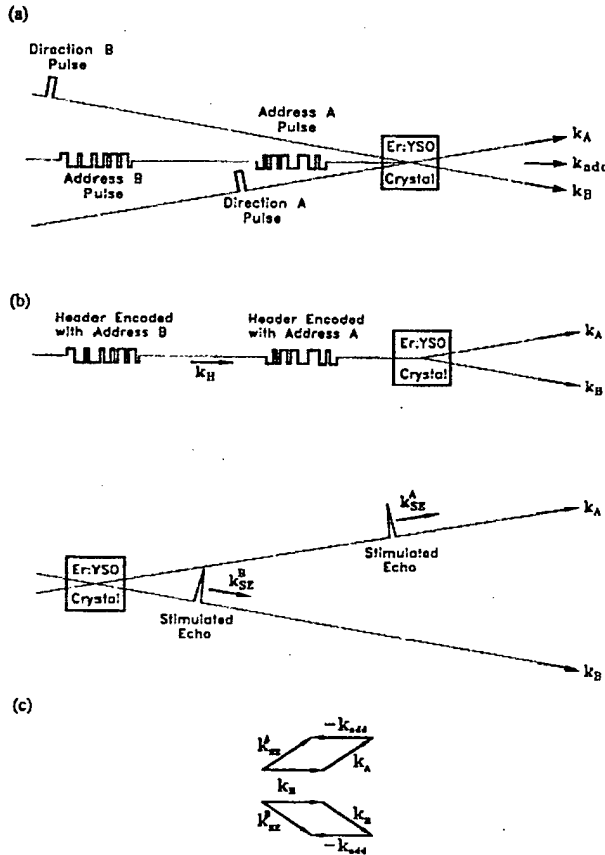 (a)
Direction B
Pulse
Address A
Pulse
Er:YSO
Crystal
k_A
k_add
k_B
Address B
Pulse
Direction A
Pulse
(b)
Header Encoded
with Address B
Header Encoded
with Address A
k_H
Er:YSO
Crystal
k_A
k_B
k_SE^A
k_A
Stimulated
Echo
Er:YSO
Crystal
k_SE^B
Stimulated
Echo
k_B
(c)
-k_add
k_SE^A
k_A
k_H
k_B
k_SE^B
-k_add